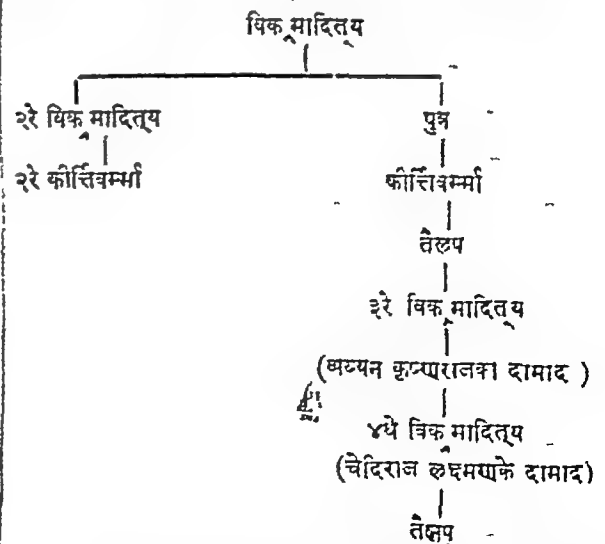 विक्रमादित्य
२रे विक्रमादित्य पुत्र
२रे कीर्त्तिवर्म्मा कीर्त्तिवर्म्मा
तैलप
३रे विक्रमादित्य
(अय्यन कृष्णराजका दामाद )
४थे विक्रमादित्य
(चेदिराज लक्ष्मणके दामाद)
तैलप